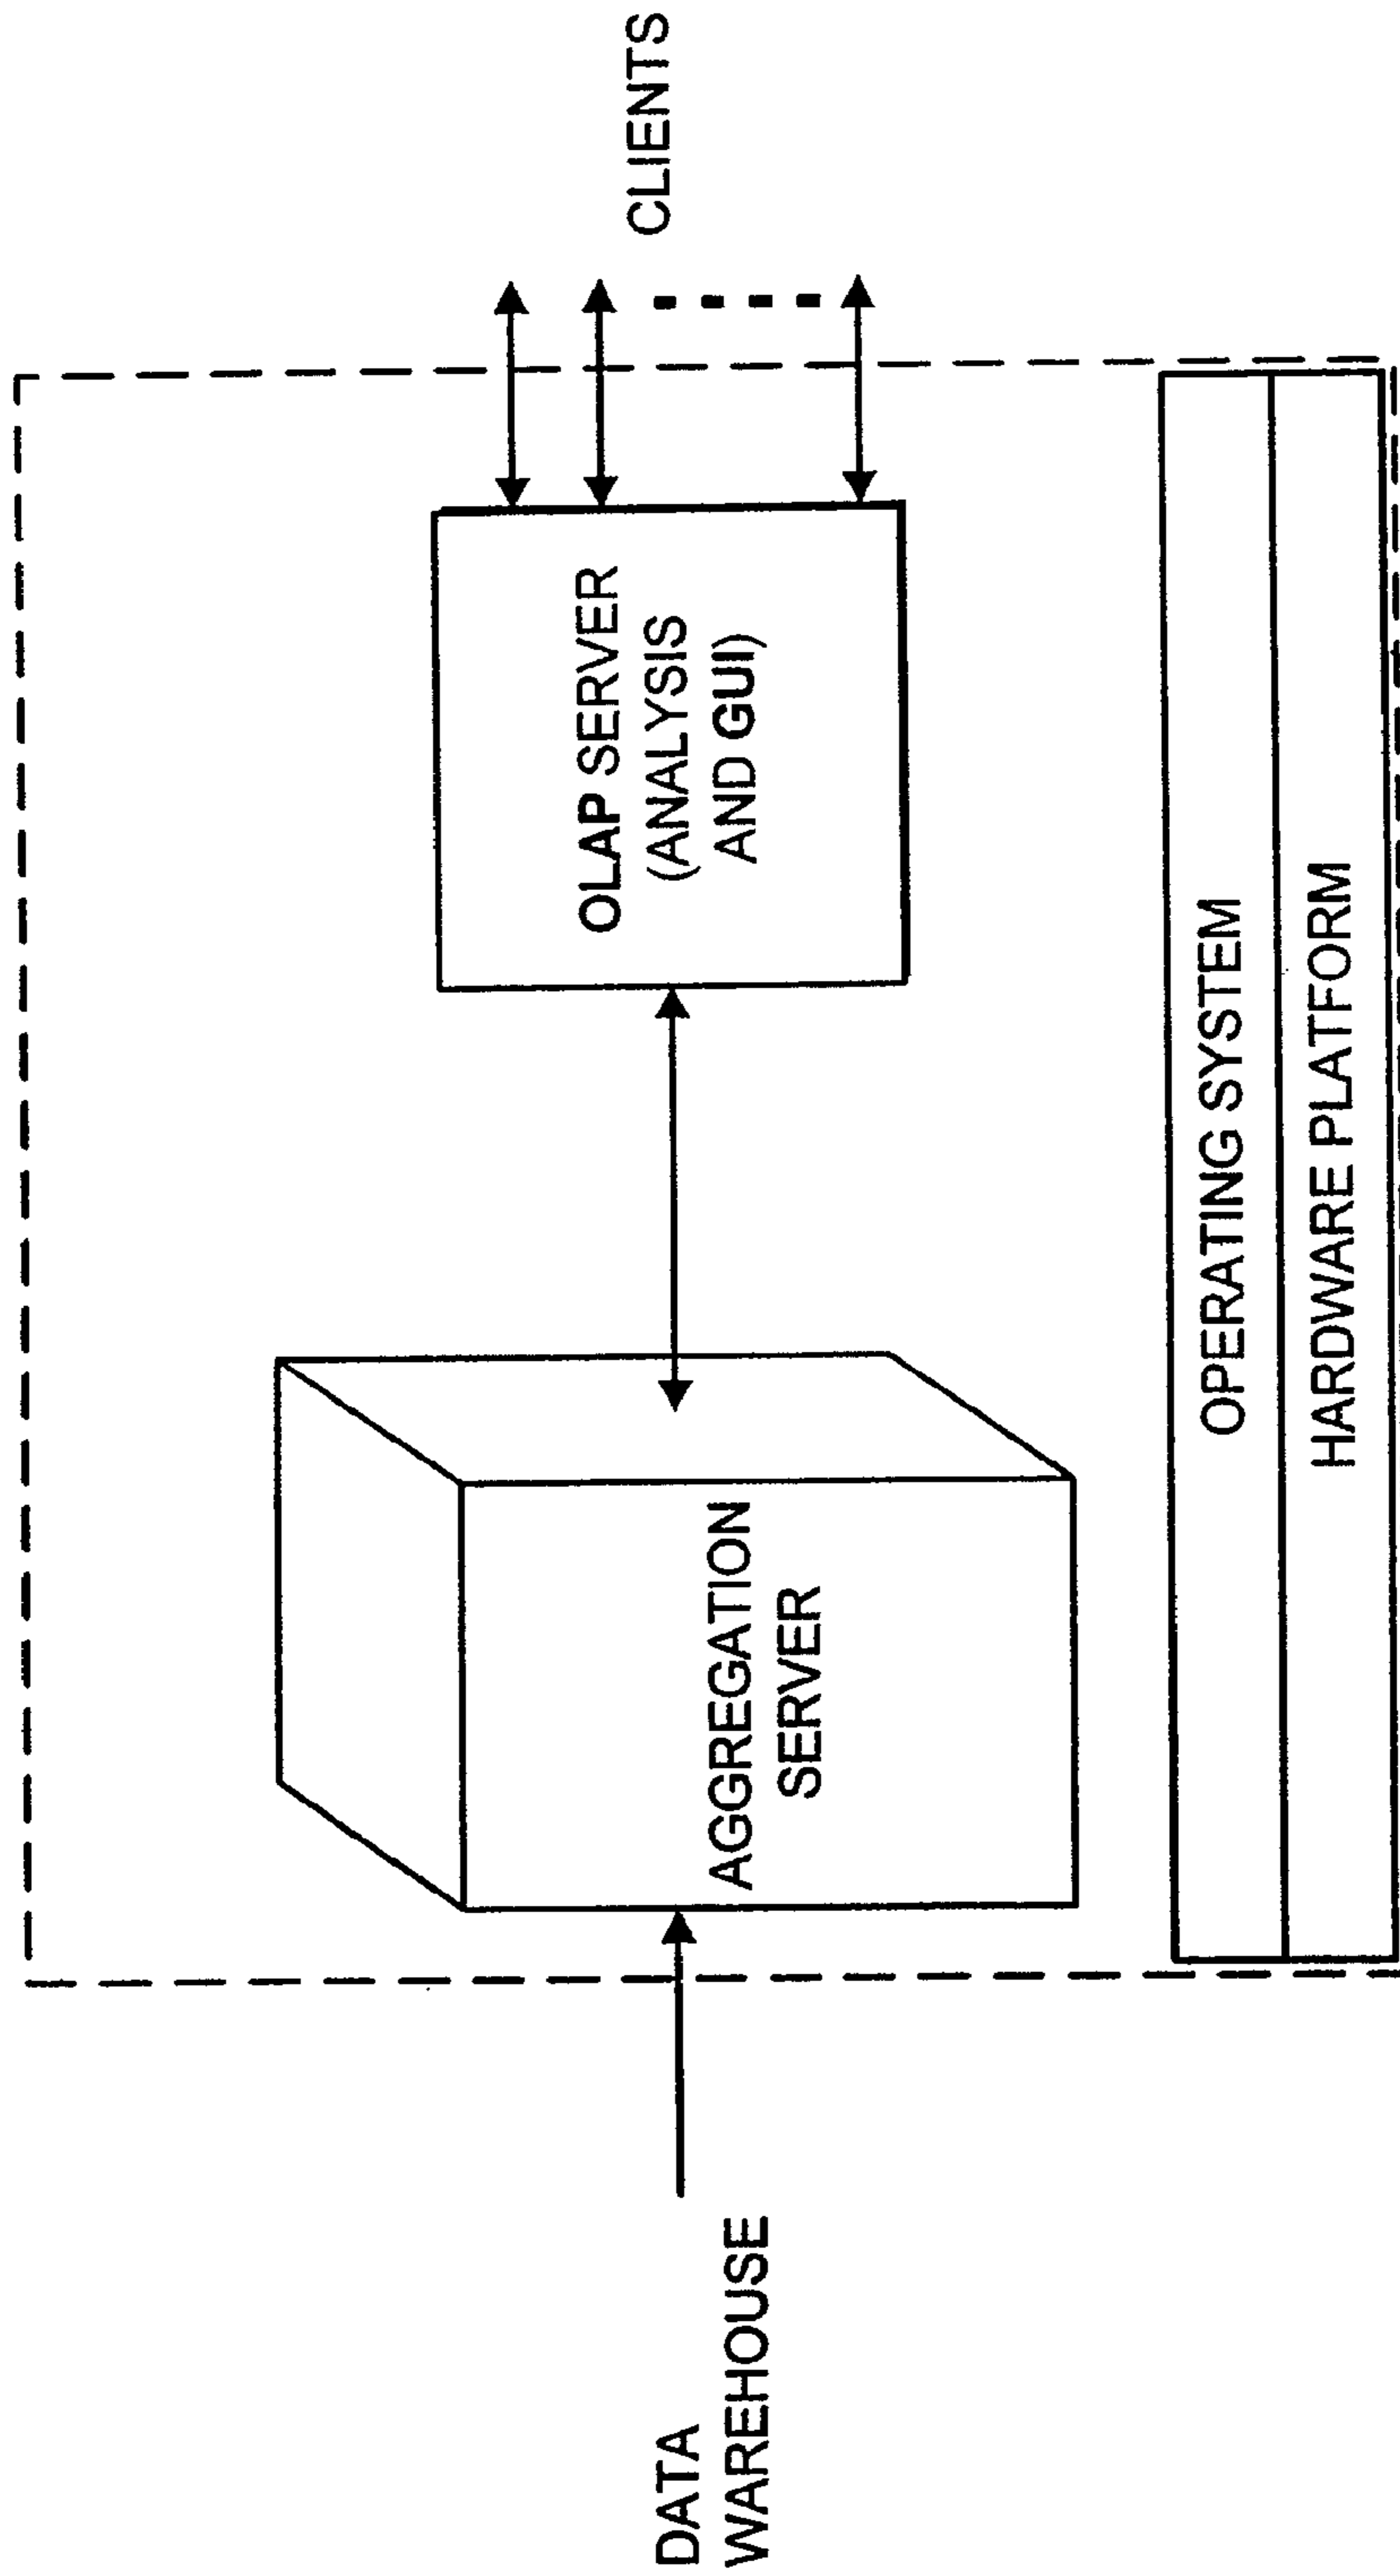 DATA
WAREHOUSE
AGGREGATION
SERVER
OLAP SERVER
(ANALYSIS
AND GUI)
CLIENTS
OPERATING SYSTEM
HARDWARE PLATFORM